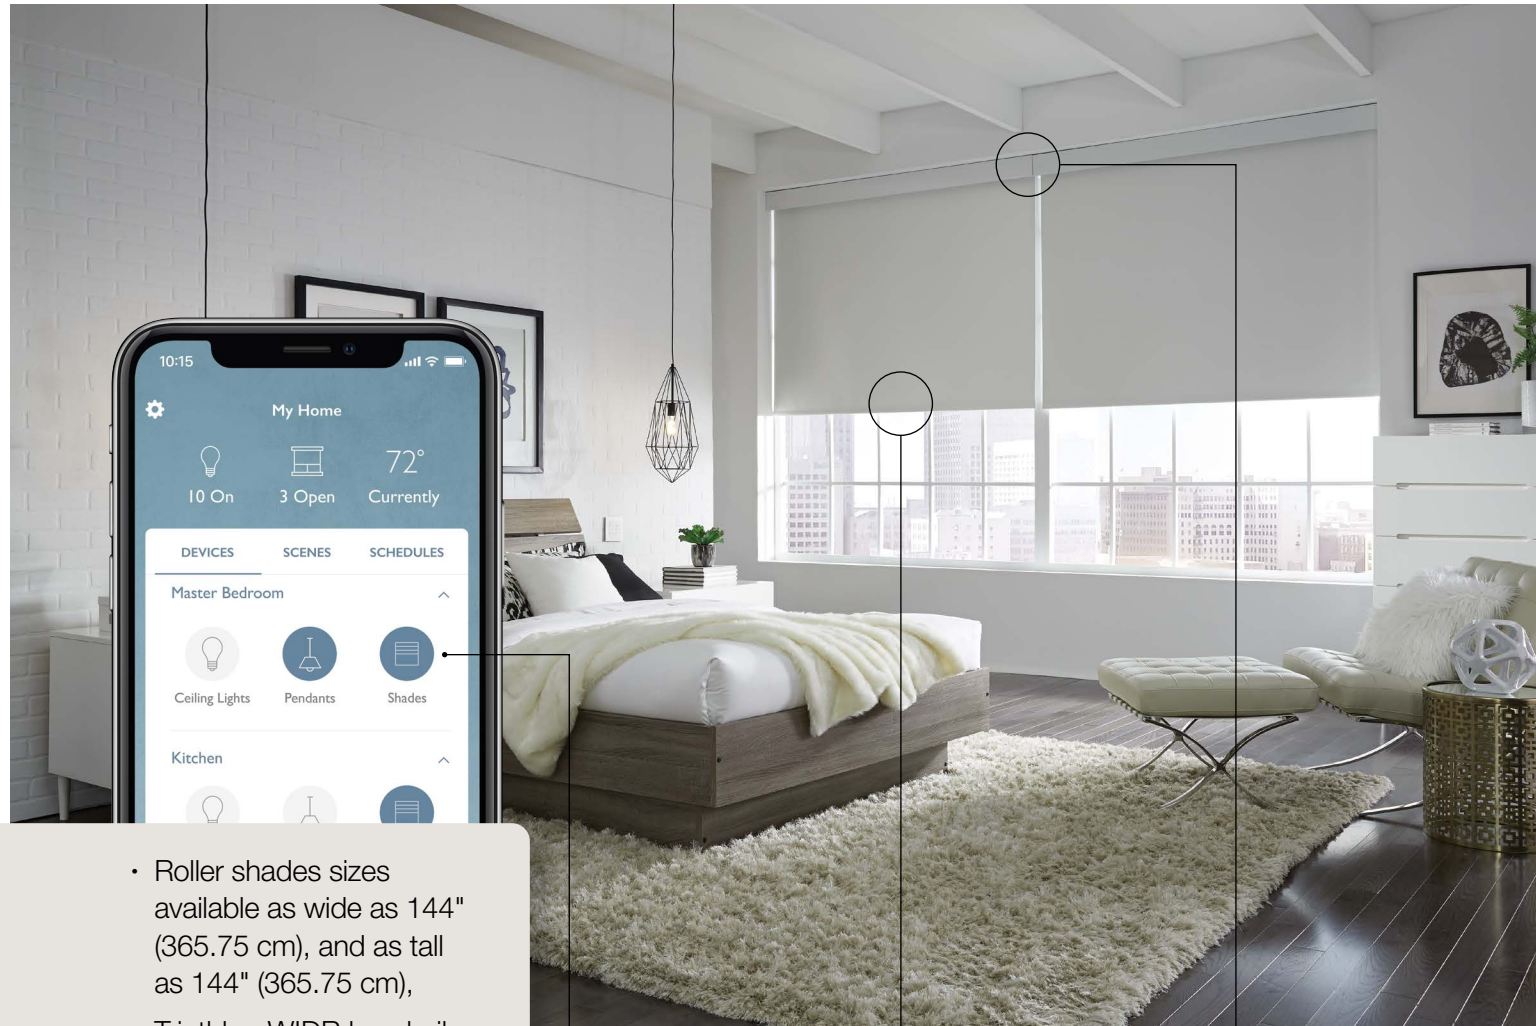 10:15
My Home
10 On 3 Open 72° Currently
DEVICES SCENES SCHEDULES
Master Bedroom
Ceiling Lights Pendants Shades
Kitchen
• Roller shades sizes
available as wide as 144"
(365.75 cm), and as tall
as 144" (365.75 cm),